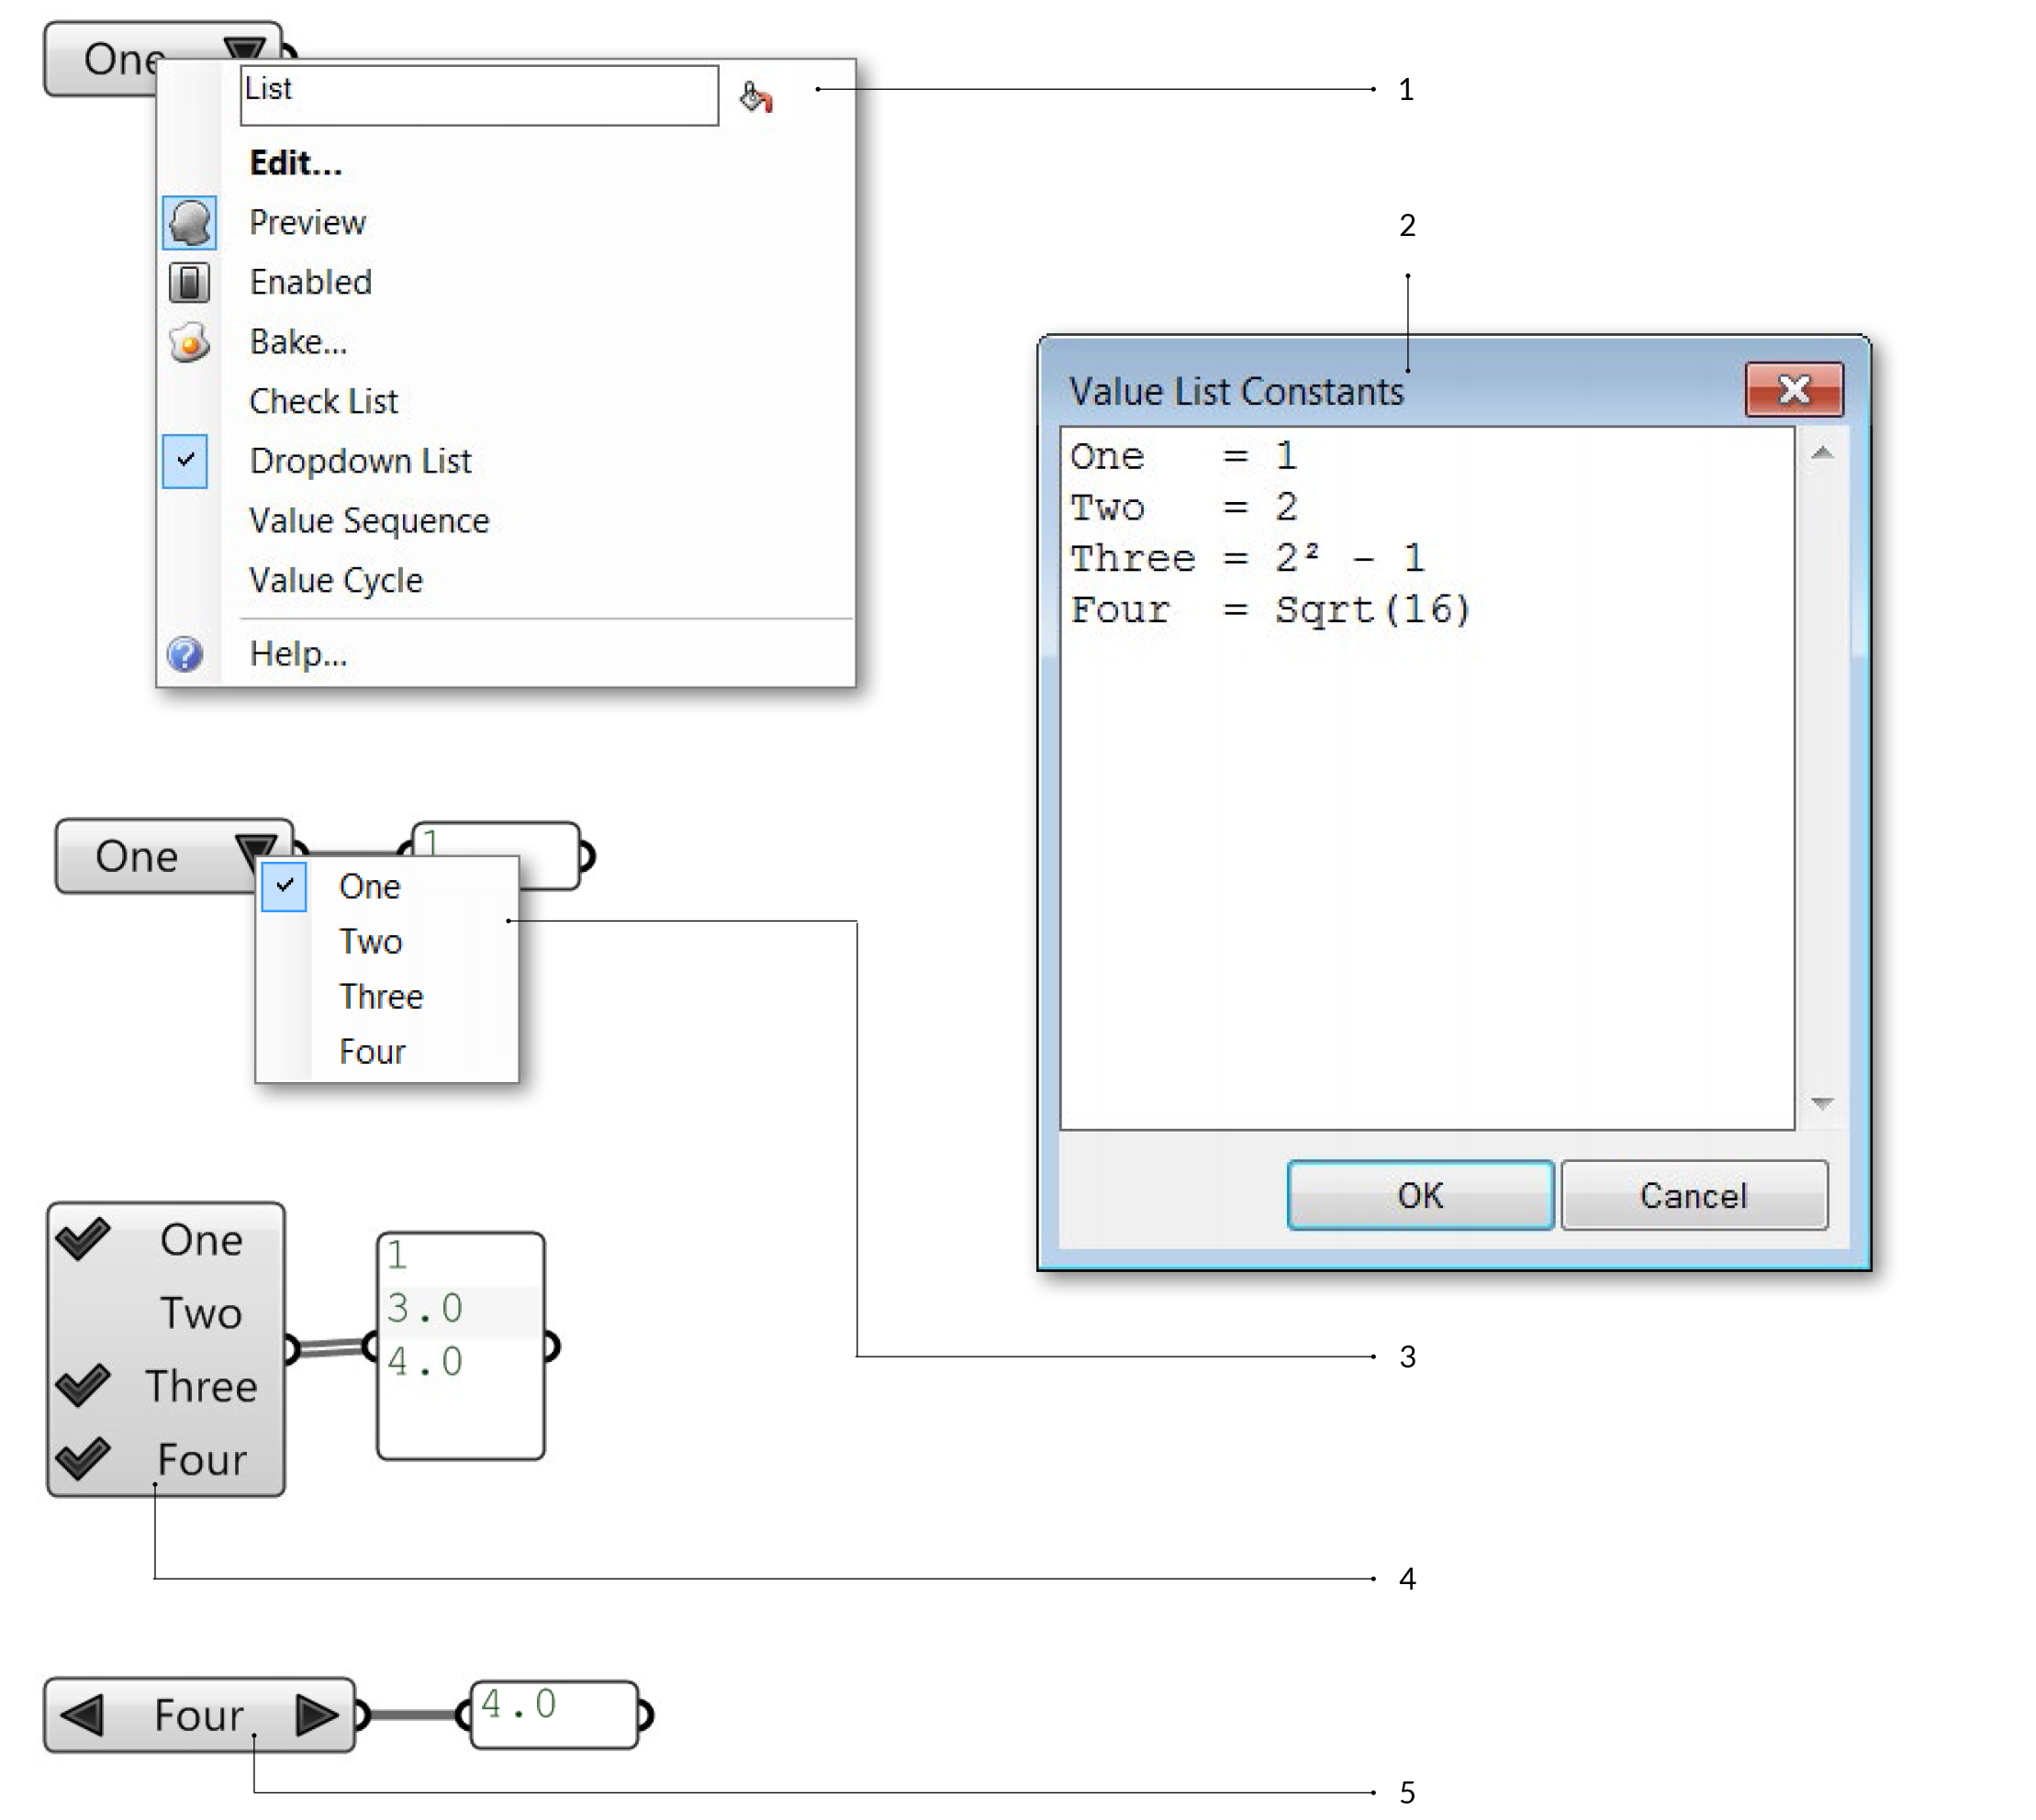 One
List
1
Edit...
Preview
Enabled
Bake...
Check List
Dropdown List
Value Sequence
Value Cycle
Help...
2
Value List Constants
One   = 1
Two   = 2
Three = 2² - 1
Four  = Sqrt(16)
OK
Cancel
One
1
One
Two
Three
Four
3
One
Two
Three
Four
1
3.0
4.0
4
Four
4.0
5